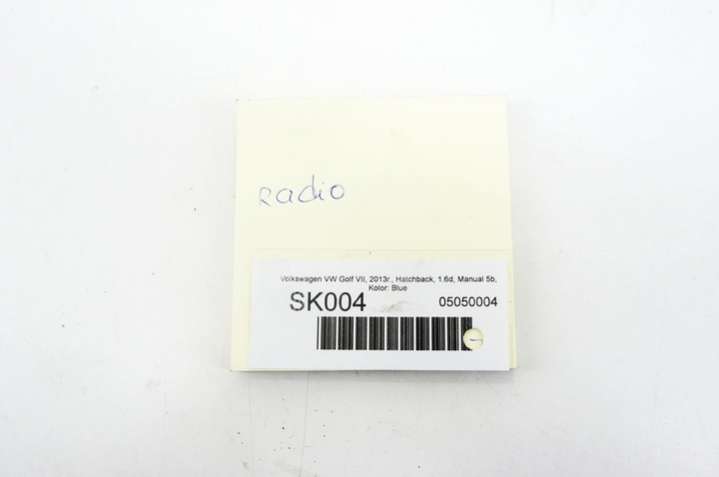 radio
Volkswagen VW Golf VII, 2013r., Hatchback, 1.6d, Manual 5b,
Kolor: Blue
SK004 05050004